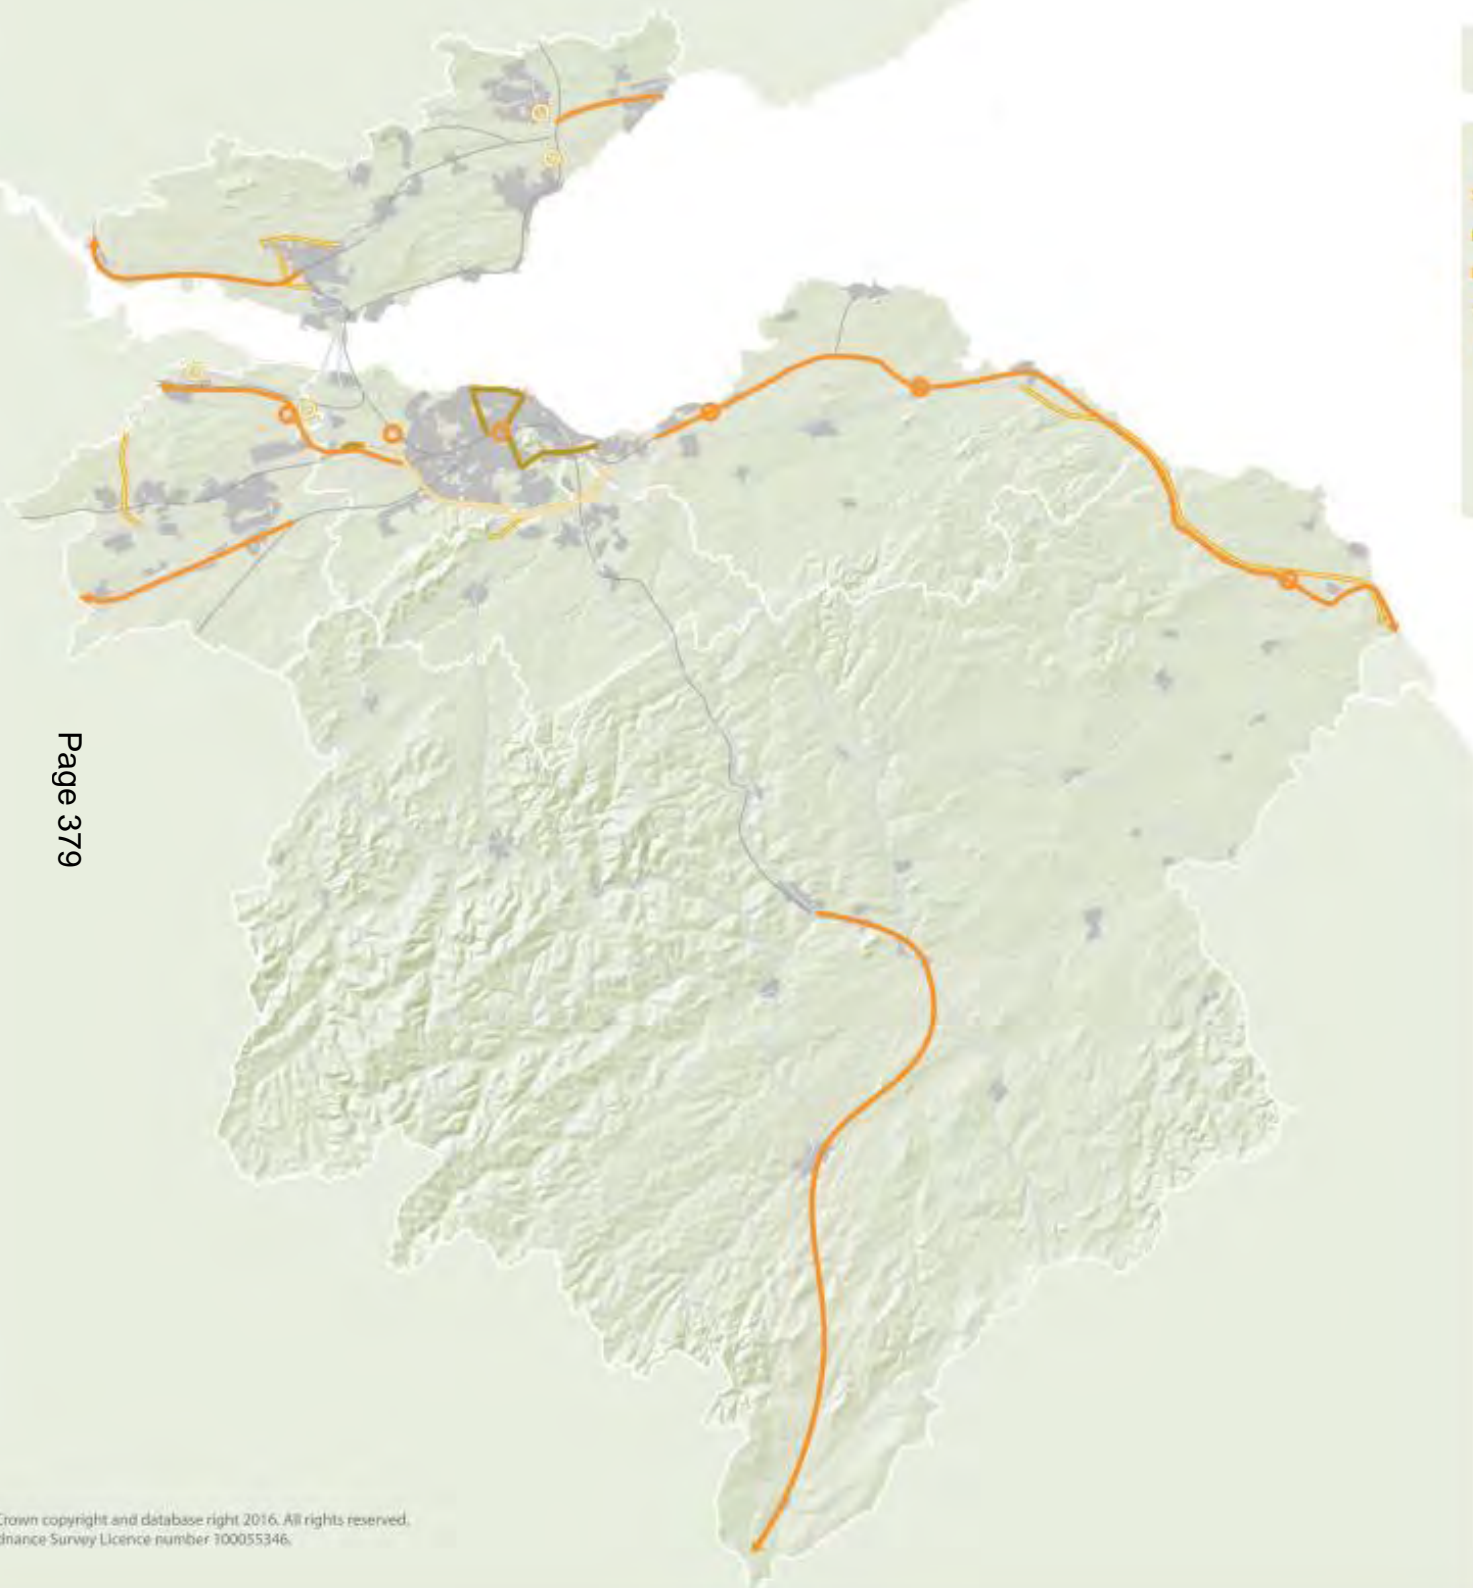 Page 379
Crown copyright and database right 2016. All rights reserved.
dnance Survey Licence number 100055346.